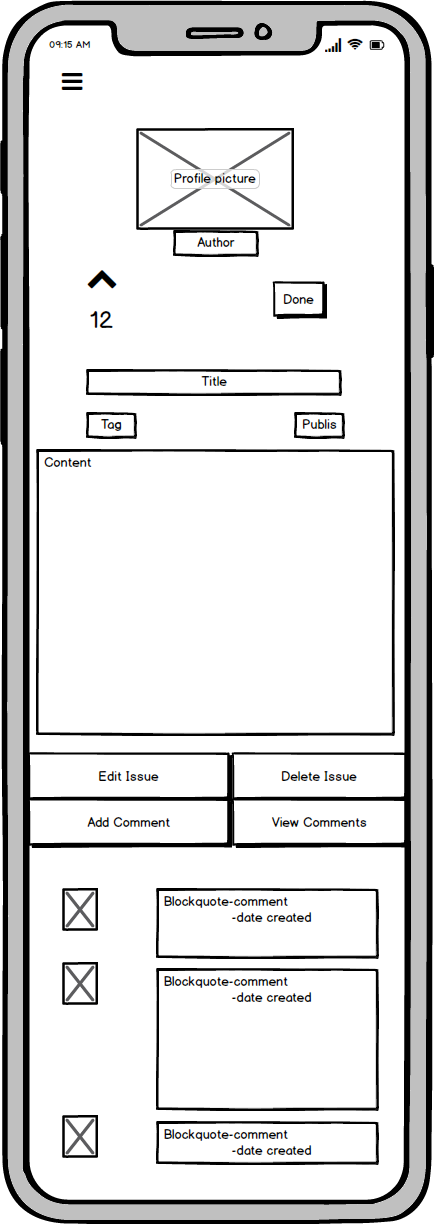 09:15 AM
Profile picture
Author
12
Done
Title
Tag
Publis
Content
Edit Issue
Delete Issue
Add Comment
View Comments
Blockquote-comment
-date created
Blockquote-comment
-date created
Blockquote-comment
-date created